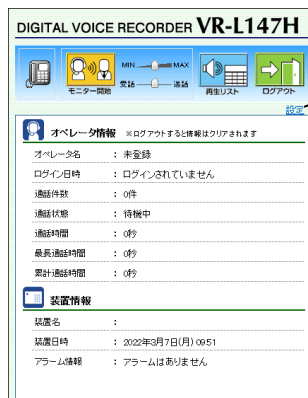 DIGITAL VOICE RECORDER VR-L147H
モニター開始
MIN MAX
受話 送話
再生リスト
ログアウト
設定
オペレータ情報 ※ログアウトすると情報はクリアされます
オペレータ名 : 未登録
ログイン日時 : ログインされていません
通話件数 : 0件
通話状態 : 待機中
通話時間 : 0秒
最長通話時間 : 0秒
累計通話時間 : 0秒
装置情報
装置名 :
装置日時 : 2022年3月7日(月) 09:51
アラーム情報 : アラームはありません